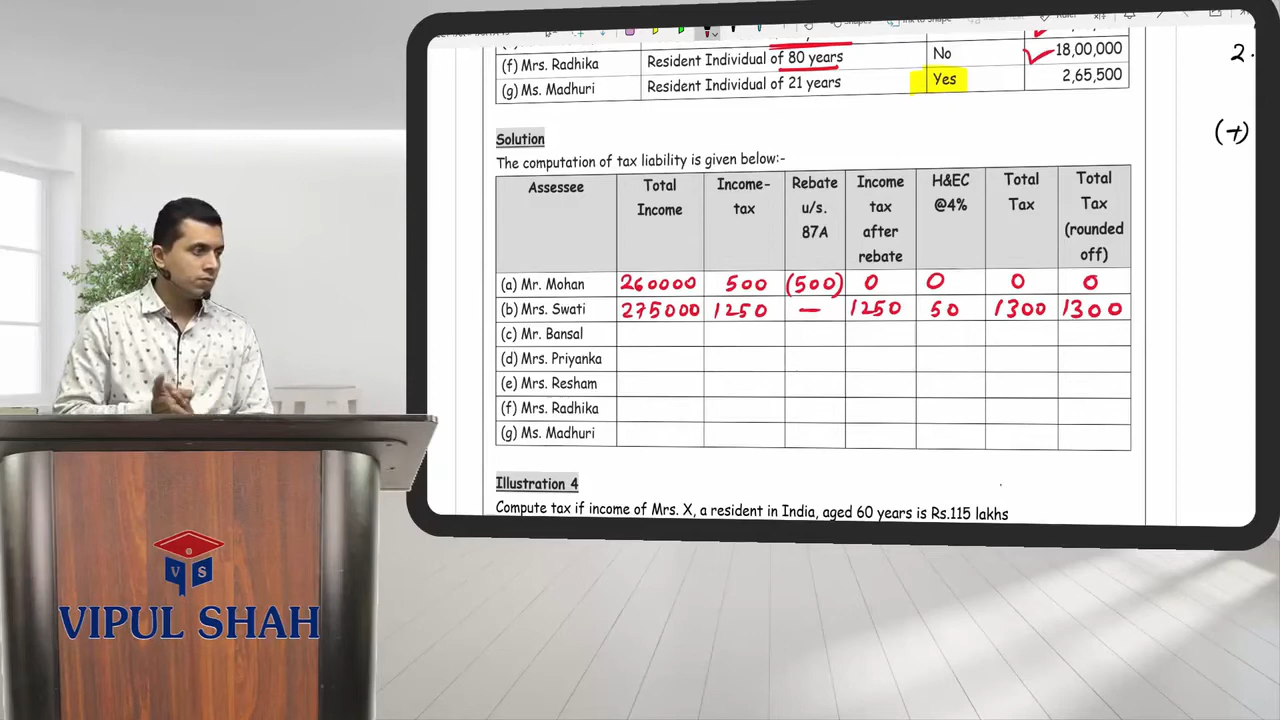 (f) Mrs. Radhika Resident Individual of 80 years No 18,00,000
(g) Ms. Madhuri Resident Individual of 21 years Yes 2,65,500
2.
(+)
Solution
The computation of tax liability is given below:-
Assessee Total Income Income-tax Rebate u/s. 87A Income tax after rebate H&EC @4% Total Tax Total Tax (rounded off)
(a) Mr. Mohan 260000 500 (500) 0 0 0 0
(b) Mrs. Swati 275000 1250 — 1250 50 1300 1300
(c) Mr. Bansal
(d) Mrs. Priyanka
(e) Mrs. Resham
(f) Mrs. Radhika
(g) Ms. Madhuri
Illustration 4
Compute tax if income of Mrs. X, a resident in India, aged 60 years is Rs.115 lakhs
V S
VIPUL SHAH